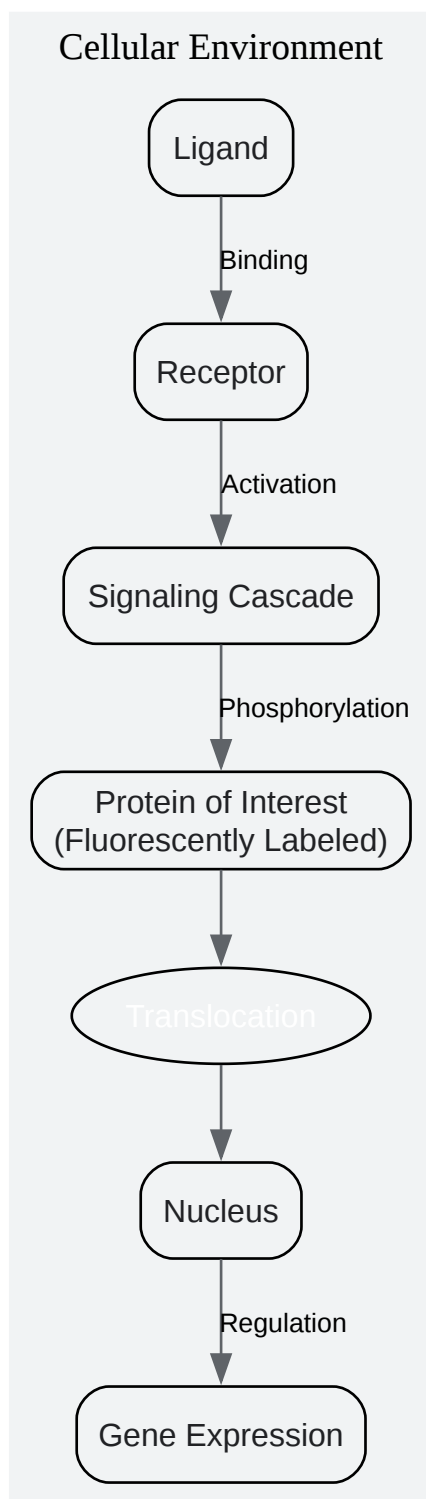 Cellular Environment
Ligand
Binding
Receptor
Activation
Signaling Cascade
Phosphorylation
Protein of Interest
(Fluorescently Labeled)
Translocation
Nucleus
Regulation
Gene Expression